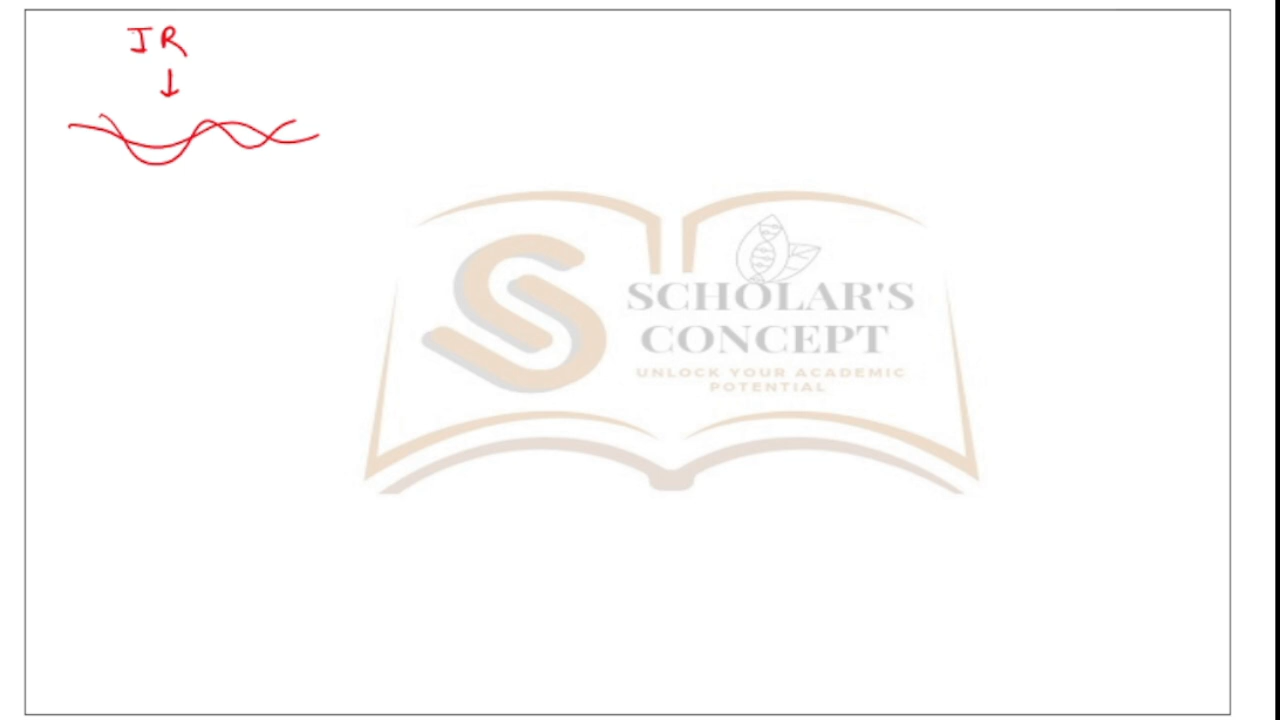 IR
↓
SCHOLAR'S
CONCEPT
UNLOCK YOUR ACADEMIC
POTENTIAL